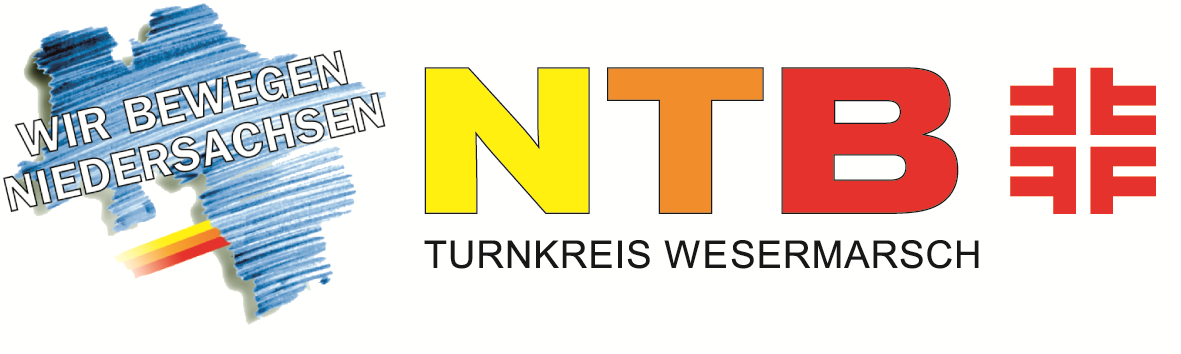 WIR BEWEGEN
NIEDERSACHSEN
NTB
TURNKREIS WESERMARSCH